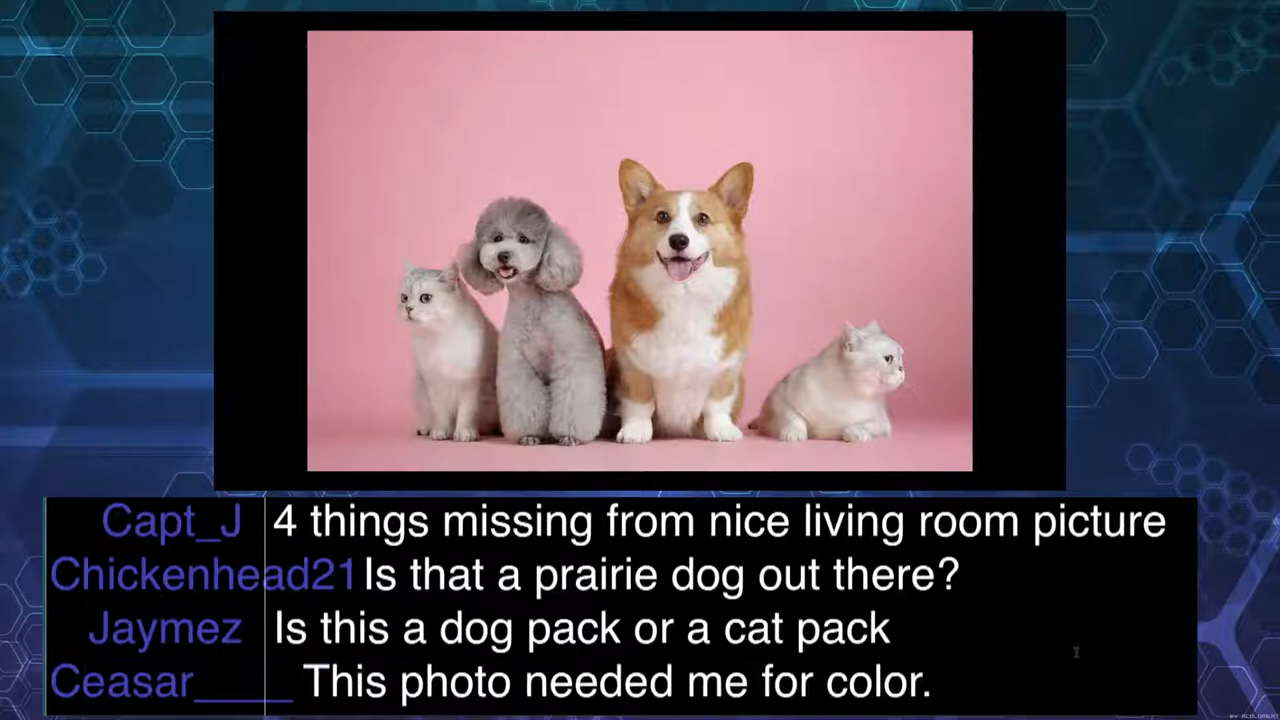 Capt_J 4 things missing from nice living room picture
Chickenhead21 Is that a prairie dog out there?
Jaymez Is this a dog pack or a cat pack
Ceasar____ This photo needed me for color.